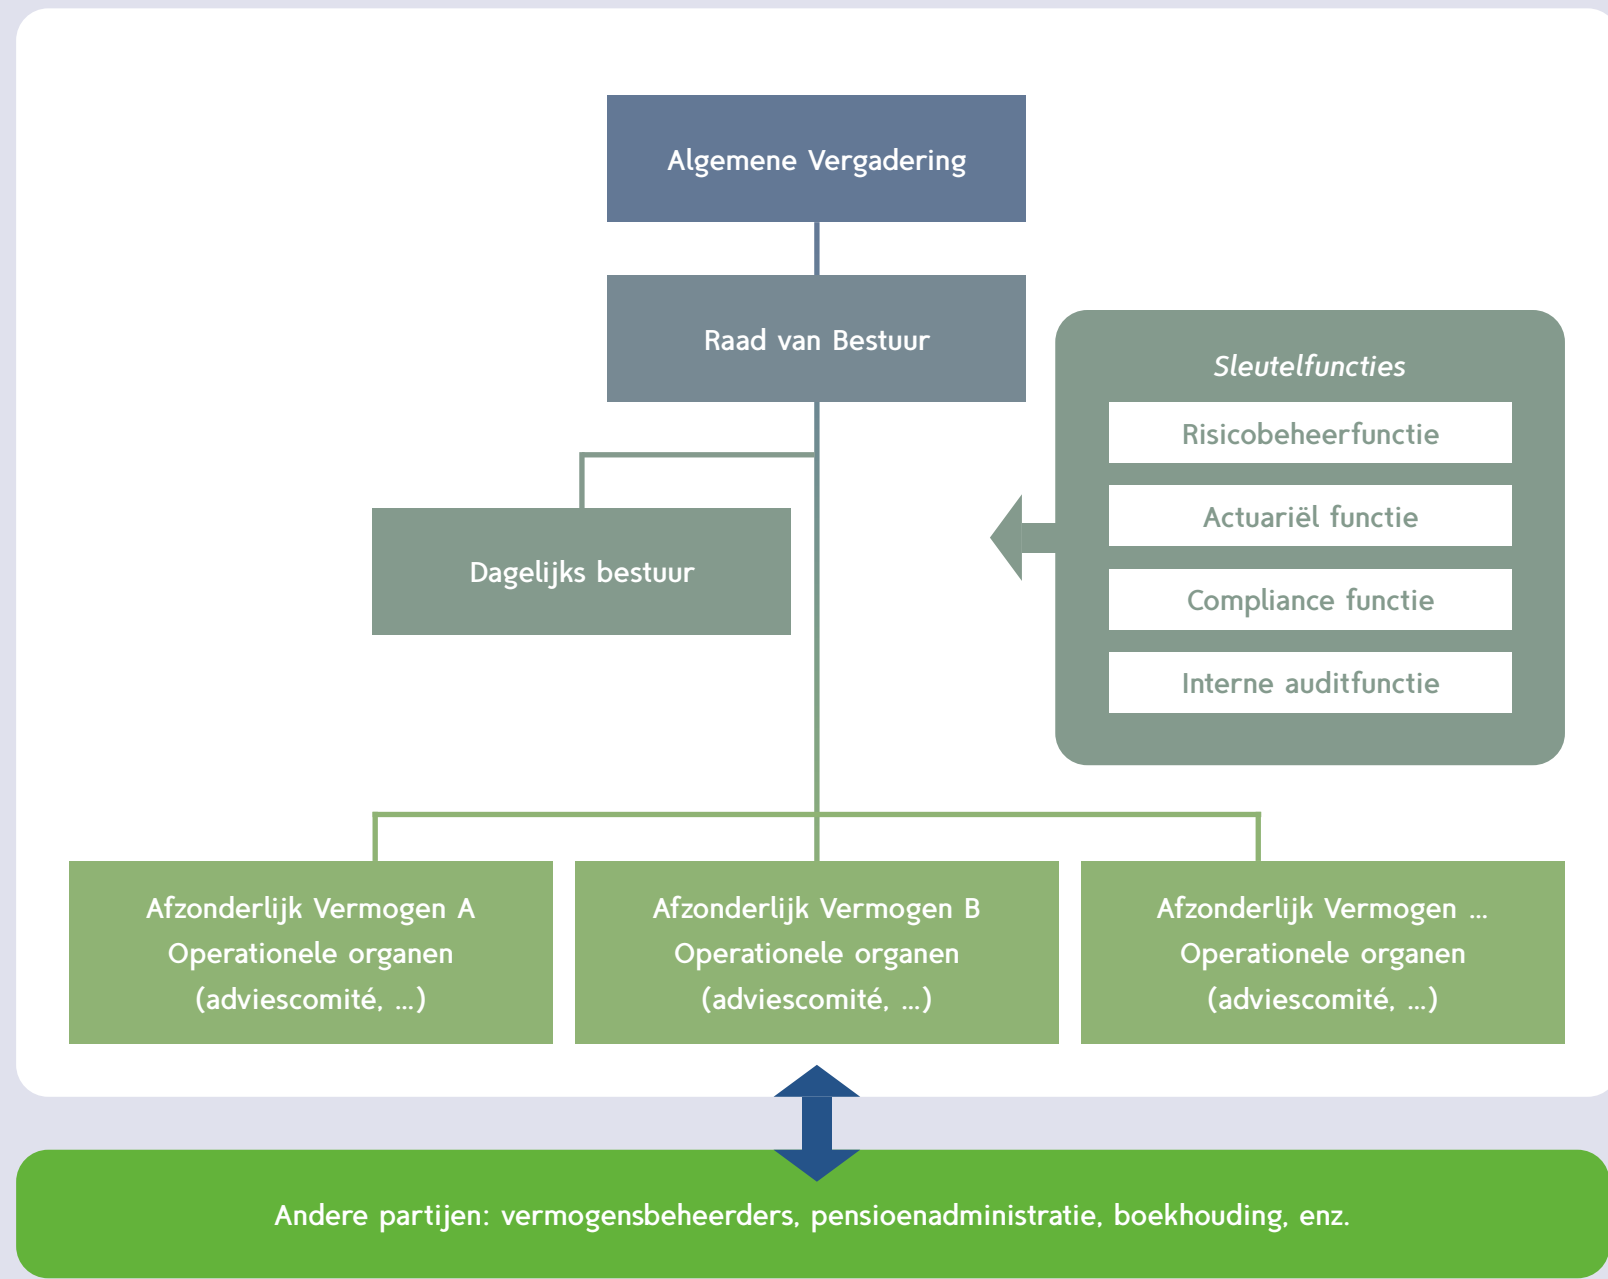 Algemene Vergadering
Raad van Bestuur
Sleutelfuncties
Risicobeheerfunctie
Actuariël functie
Compliance functie
Interne auditfunctie
Dagelijks bestuur
Afzonderlijk Vermogen A
Operationele organen
(adviescomité, ...)
Afzonderlijk Vermogen B
Operationele organen
(adviescomité, ...)
Afzonderlijk Vermogen ...
Operationele organen
(adviescomité, ...)
Andere partijen: vermogensbeheerders, pensioenadministratie, boekhouding, enz.